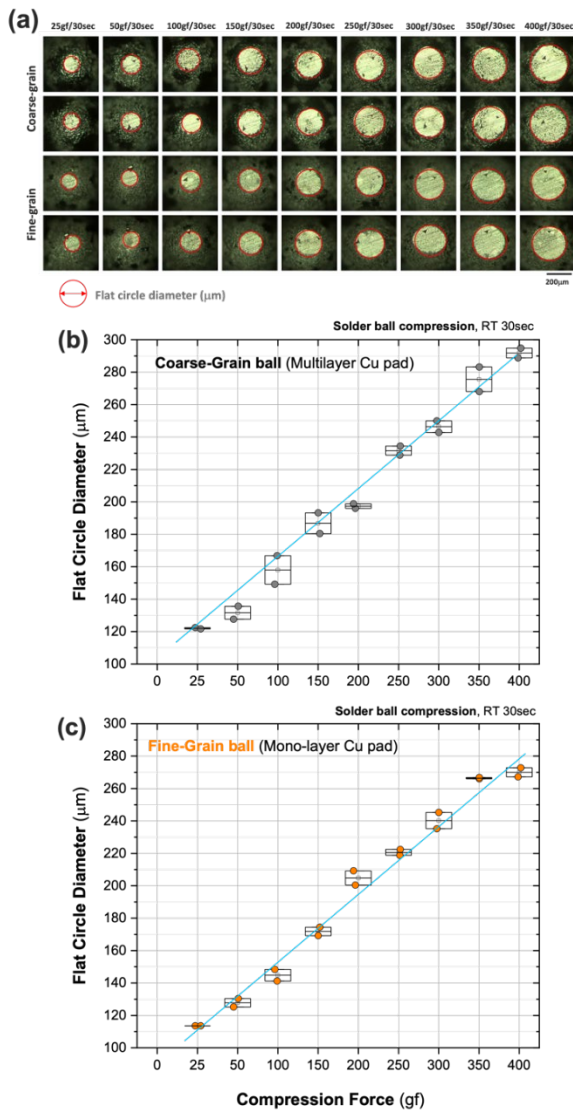 (a)
25gf/30sec 50gf/30sec 100gf/30sec 150gf/30sec 200gf/30sec 250gf/30sec 300gf/30sec 350gf/30sec 400gf/30sec
Coarse-grain
Fine-grain
200μm
Flat circle diameter (μm)
Solder ball compression, RT 30sec
(b)
Coarse-Grain ball (Multilayer Cu pad)
Flat Circle Diameter (μm)
300
280
260
240
220
200
180
160
140
120
100
0 25 50 100 150 200 250 300 350 400
Solder ball compression, RT 30sec
(c)
Fine-Grain ball (Mono-layer Cu pad)
Flat Circle Diameter (μm)
300
280
260
240
220
200
180
160
140
120
100
0 25 50 100 150 200 250 300 350 400
Compression Force (gf)